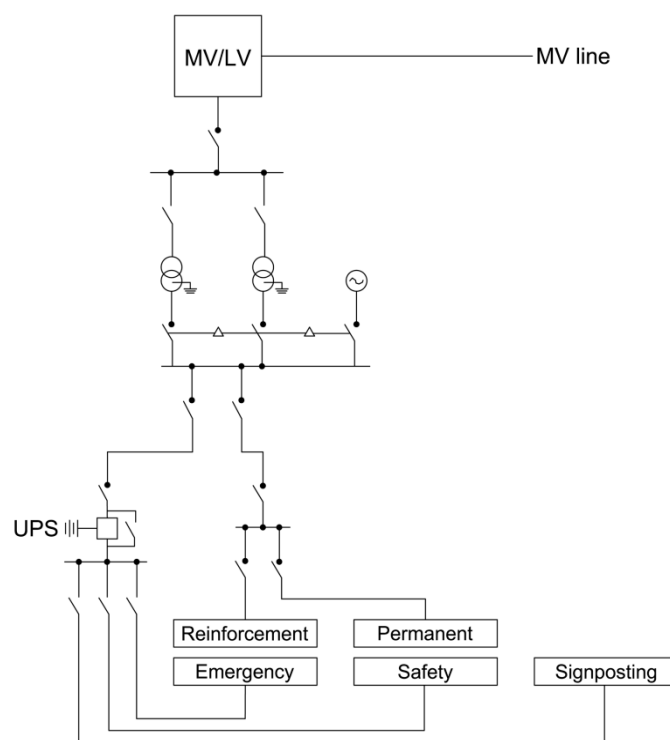 MV/LV
MV line
UPS
Reinforcement
Permanent
Emergency
Safety
Signposting